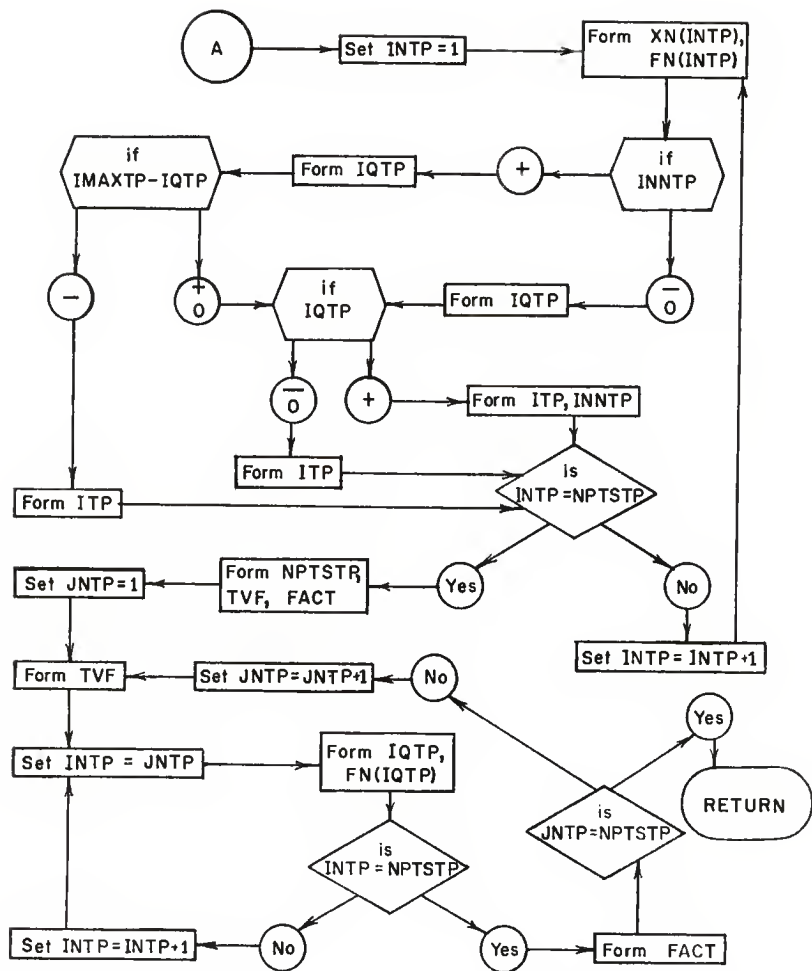 A
Set INTP=1
Form XN(INTP),
FN(INTP)
if
IMAXTP-IQTP
Form IQTP
+
if
INNTP
−
+
0
if
IQTP
Form IQTP
−
0
−
0
+
Form ITP, INNTP
Form ITP
is
INTP=NPTSTP
Form ITP
Set JNTP=1
Form NPTSTP,
TVF, FACT
Yes
No
Set INTP=INTP+1
Form TVF
Set JNTP=JNTP+1
No
Yes
Set INTP = JNTP
Form IQTP,
FN(IQTP)
RETURN
is
JNTP=NPTSTP
is
INTP=NPTSTP
Set INTP=INTP+1
No
Yes
Form FACT